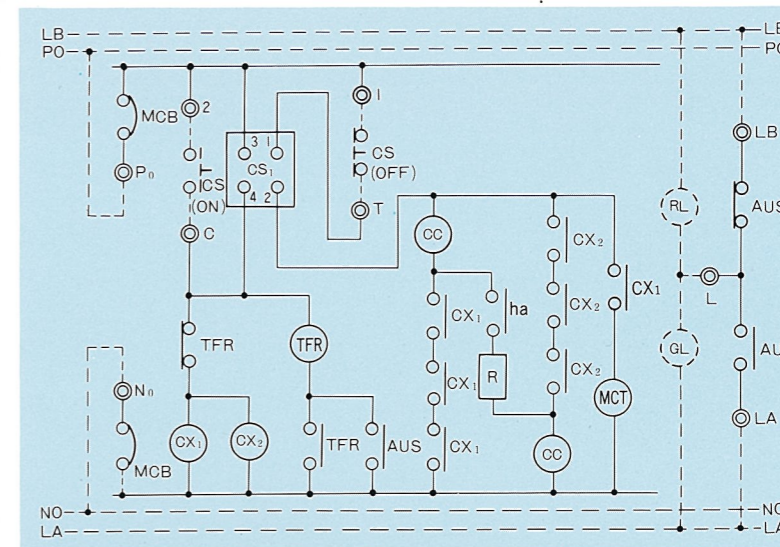 LB
PO
MCB
P₀
2
CS
(ON)
C
3 1
CS₁
4 2
I
CS
(OFF)
T
CC
CX₂
CX₂
CX₂
CX₁
RL
LB
AUS
L
TFR
TFR
CX₁
CX₁
CX₁
ha
R
MCT
GL
N₀
MCB
CX₁
CX₂
TFR
AUS
CC
LA
NO
LA
NO
LA